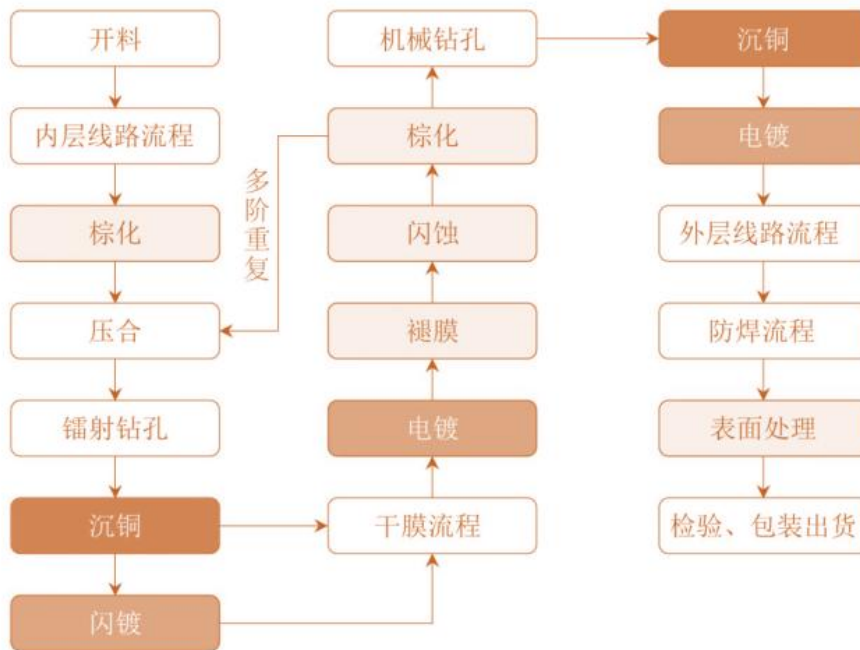 开料
内层线路流程
棕化
压合
镭射钻孔
沉铜
闪镀
多阶重复
机械钻孔
棕化
闪蚀
褪膜
电镀
干膜流程
沉铜
电镀
外层线路流程
防焊流程
表面处理
检验、包装出货